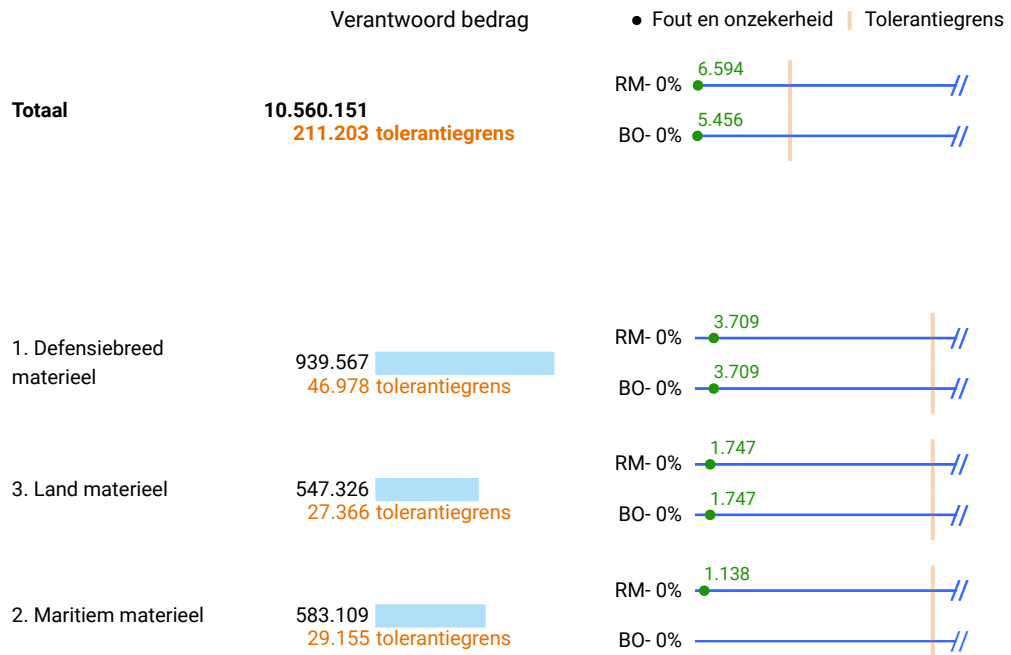 Verantwoord bedrag
Fout en onzekerheid
Tolerantiegrens
Totaal
10.560.151
211.203 tolerantiegrens
RM- 0%
6.594
BO- 0%
5.456
1. Defensiebreed
materieel
939.567
46.978 tolerantiegrens
RM- 0%
3.709
BO- 0%
3.709
3. Land materieel
547.326
27.366 tolerantiegrens
RM- 0%
1.747
BO- 0%
1.747
2. Maritiem materieel
583.109
29.155 tolerantiegrens
RM- 0%
1.138
BO- 0%